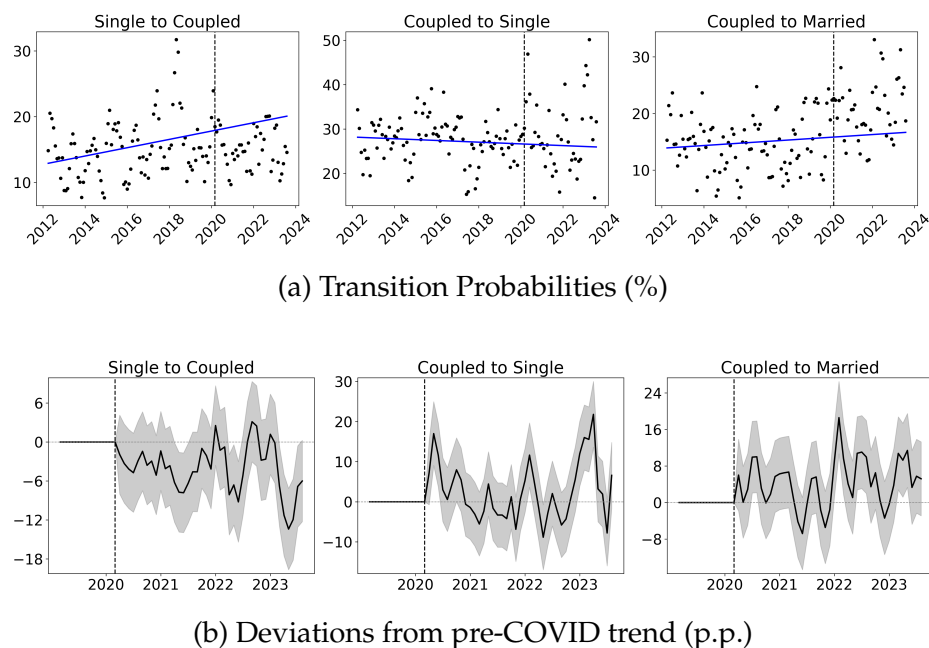 Single to Coupled
Coupled to Single
Coupled to Married
30
20
10
2012 2014 2016 2018 2020 2022 2024
50
40
30
20
2012 2014 2016 2018 2020 2022 2024
30
20
10
2012 2014 2016 2018 2020 2022 2024
(a) Transition Probabilities (%)
Single to Coupled
Coupled to Single
Coupled to Married
6
0
−6
−12
−18
2020 2021 2022 2023
30
20
10
0
−10
2020 2021 2022 2023
24
16
8
0
−8
2020 2021 2022 2023
(b) Deviations from pre-COVID trend (p.p.)